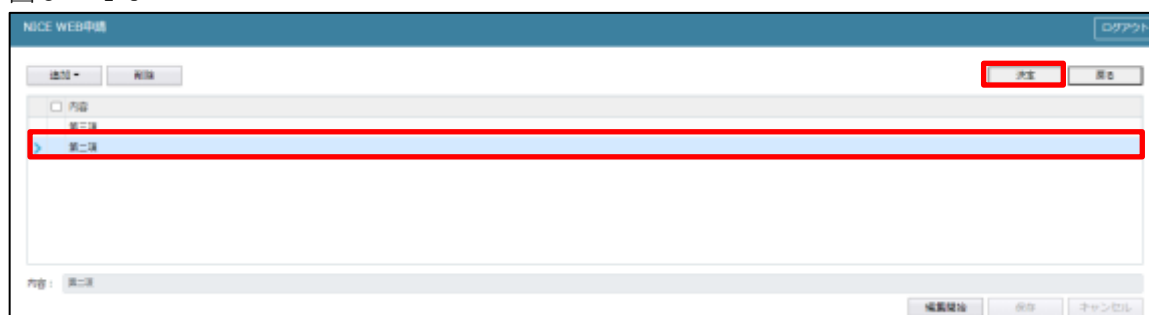 NICE WEB申請 ログアウト
追加 削除 決定 戻る
内容
第三項
第二項
内容： 第二項
編集開始 保存 キャンセル